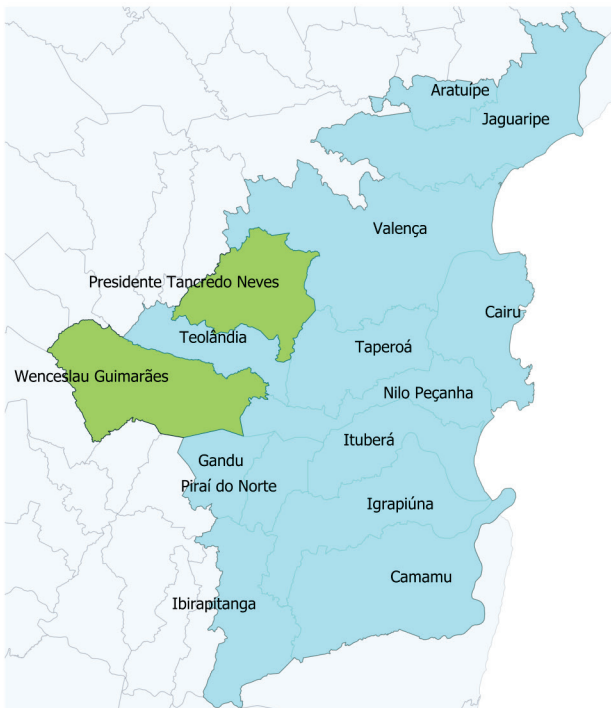 Aratuípe
Jaguaripe
Valença
Presidente Tancredo Neves
Cairu
Teolândia
Taperoá
Wenceslau Guimarães
Nilo Peçanha
Ituberá
Gandu
Piraí do Norte
Igrapiúna
Camamu
Ibirapitanga